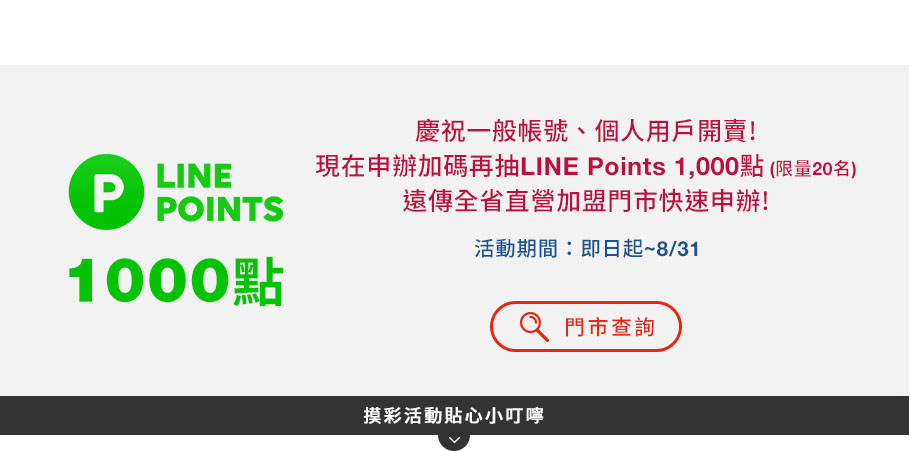 慶祝一般帳號、個人用戶開賣!
現在申辦加碼再抽LINE Points 1,000點 (限量20名)
遠傳全省直營加盟門市快速申辦!
P LINE
POINTS
1000點
活動期間：即日起~8/31
門市查詢
摸彩活動貼心小叮嚀